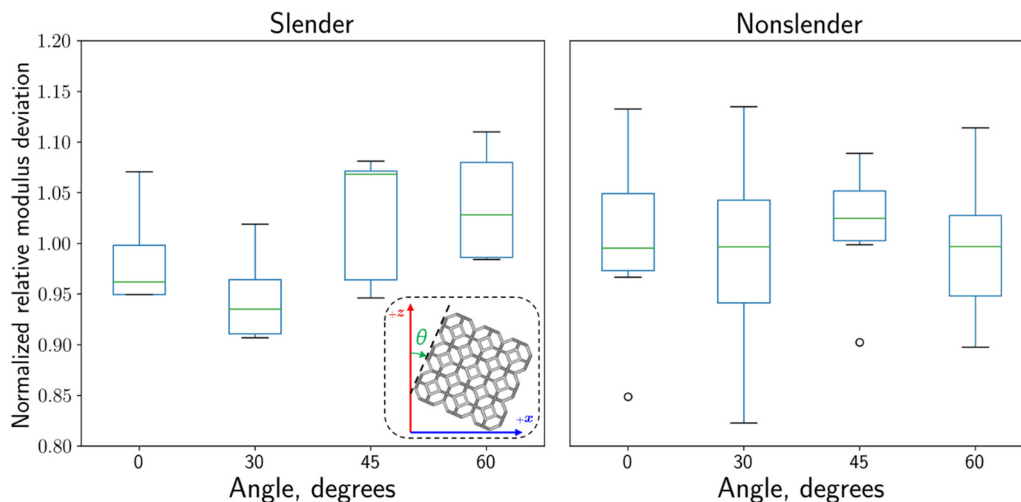 Slender
Nonslender
Normalized relative modulus deviation
1.20
1.15
1.10
1.05
1.00
0.95
0.90
0.85
0.80
+z
θ
+x
0 30 45 60
0 30 45 60
Angle, degrees
Angle, degrees